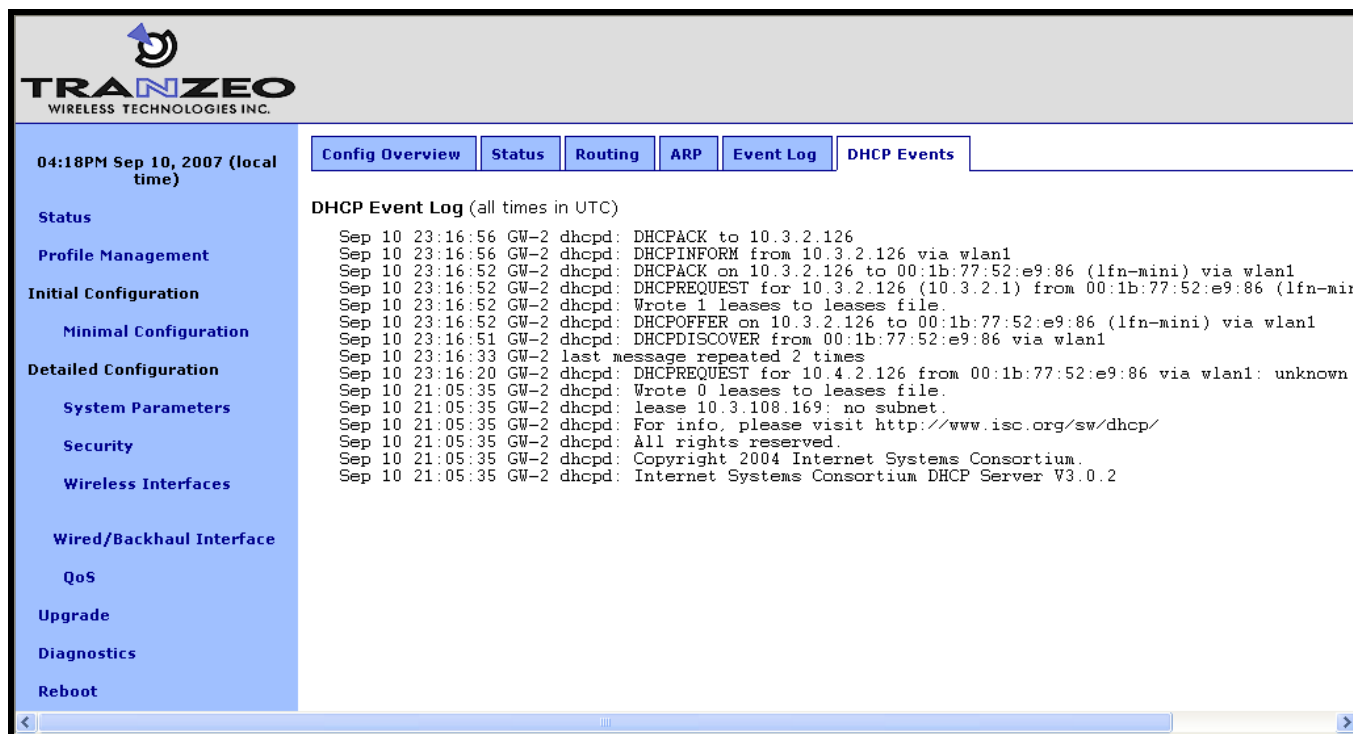 TRANZEO
WIRELESS TECHNOLOGIES INC.
04:18PM Sep 10, 2007 (local
time)
Status
Profile Management
Initial Configuration
Minimal Configuration
Detailed Configuration
System Parameters
Security
Wireless Interfaces
Wired/Backhaul Interface
QoS
Upgrade
Diagnostics
Reboot
Config Overview Status Routing ARP Event Log DHCP Events
DHCP Event Log (all times in UTC)
Sep 10 23:16:56 GW-2 dhcpd: DHCPACK to 10.3.2.126
Sep 10 23:16:56 GW-2 dhcpd: DHCPINFORM from 10.3.2.126 via wlan1
Sep 10 23:16:52 GW-2 dhcpd: DHCPACK on 10.3.2.126 to 00:1b:77:52:e9:86 (lfn-mini) via wlan1
Sep 10 23:16:52 GW-2 dhcpd: DHCPREQUEST for 10.3.2.126 (10.3.2.1) from 00:1b:77:52:e9:86 (lfn-mi
Sep 10 23:16:52 GW-2 dhcpd: Wrote 1 leases to leases file.
Sep 10 23:16:52 GW-2 dhcpd: DHCPOFFER on 10.3.2.126 to 00:1b:77:52:e9:86 (lfn-mini) via wlan1
Sep 10 23:16:51 GW-2 dhcpd: DHCPDISCOVER from 00:1b:77:52:e9:86 via wlan1
Sep 10 23:16:33 GW-2 last message repeated 2 times
Sep 10 23:16:20 GW-2 dhcpd: DHCPREQUEST for 10.4.2.126 from 00:1b:77:52:e9:86 via wlan1: unknown
Sep 10 21:05:35 GW-2 dhcpd: Wrote 0 leases to leases file.
Sep 10 21:05:35 GW-2 dhcpd: lease 10.3.108.169: no subnet.
Sep 10 21:05:35 GW-2 dhcpd: For info, please visit http://www.isc.org/sw/dhcp/
Sep 10 21:05:35 GW-2 dhcpd: All rights reserved.
Sep 10 21:05:35 GW-2 dhcpd: Copyright 2004 Internet Systems Consortium.
Sep 10 21:05:35 GW-2 dhcpd: Internet Systems Consortium DHCP Server V3.0.2